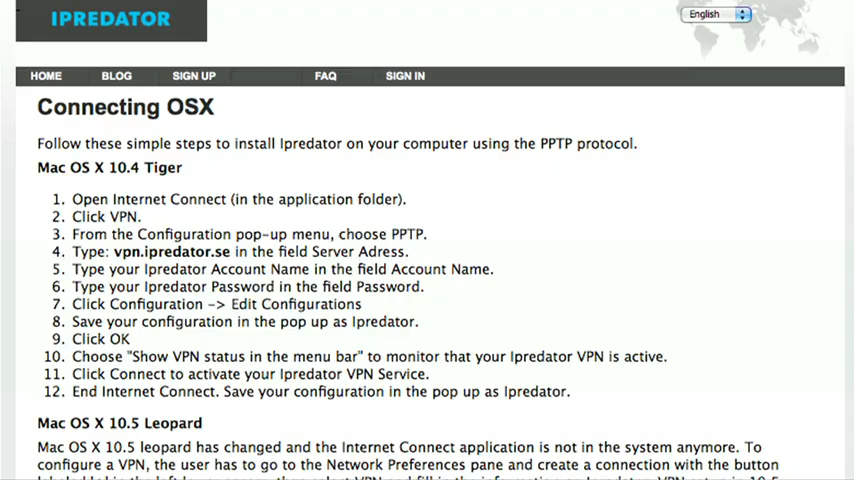 IPREDATOR
English
HOME BLOG SIGN UP FAQ SIGN IN
Connecting OSX
Follow these simple steps to install Ipredator on your computer using the PPTP protocol.
Mac OS X 10.4 Tiger
1. Open Internet Connect (in the application folder).
2. Click VPN.
3. From the Configuration pop-up menu, choose PPTP.
4. Type: vpn.ipredator.se in the field Server Adress.
5. Type your Ipredator Account Name in the field Account Name.
6. Type your Ipredator Password in the field Password.
7. Click Configuration -> Edit Configurations
8. Save your configuration in the pop up as Ipredator.
9. Click OK
10. Choose "Show VPN status in the menu bar" to monitor that your Ipredator VPN is active.
11. Click Connect to activate your Ipredator VPN Service.
12. End Internet Connect. Save your configuration in the pop up as Ipredator.
Mac OS X 10.5 Leopard
Mac OS X 10.5 leopard has changed and the Internet Connect application is not in the system anymore. To
configure a VPN, the user has to go to the Network Preferences pane and create a connection with the button